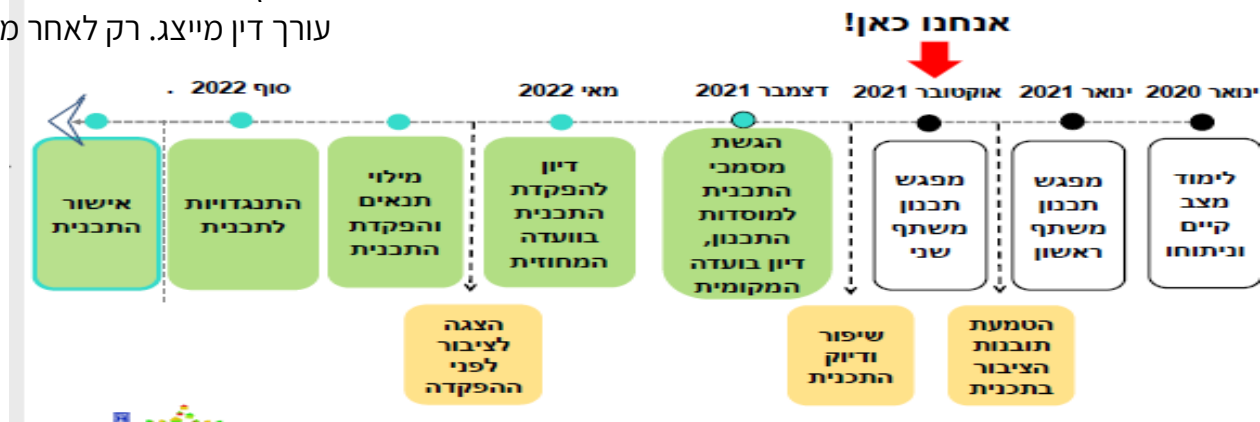 עורך דין מייצג. רק לאחר
אנחנו כאן!
ינואר 2020
ינואר 2021
אוקטובר 2021
דצמבר 2021
מאי 2022
סוף 2022 .
לימוד
מצב
קיים
וניתוחו
מפגש
תכנון
משתף
ראשון
מפגש
תכנון
משתף
שני
הגשת
מסמכי
התכנית
למוסדות
התכנון,
דיון בועדה
המקומית
דיון
להפקדת
התכנית
בוועדה
המחוזית
מילוי
תנאים
והפקדת
התכנית
התנגדויות
לתכנית
אישור
התכנית
הטמעת
תובנות
הציבור
בתכנית
שיפור
ודיוק
התכנית
הצגה
לציבור
לפני
ההפקדה